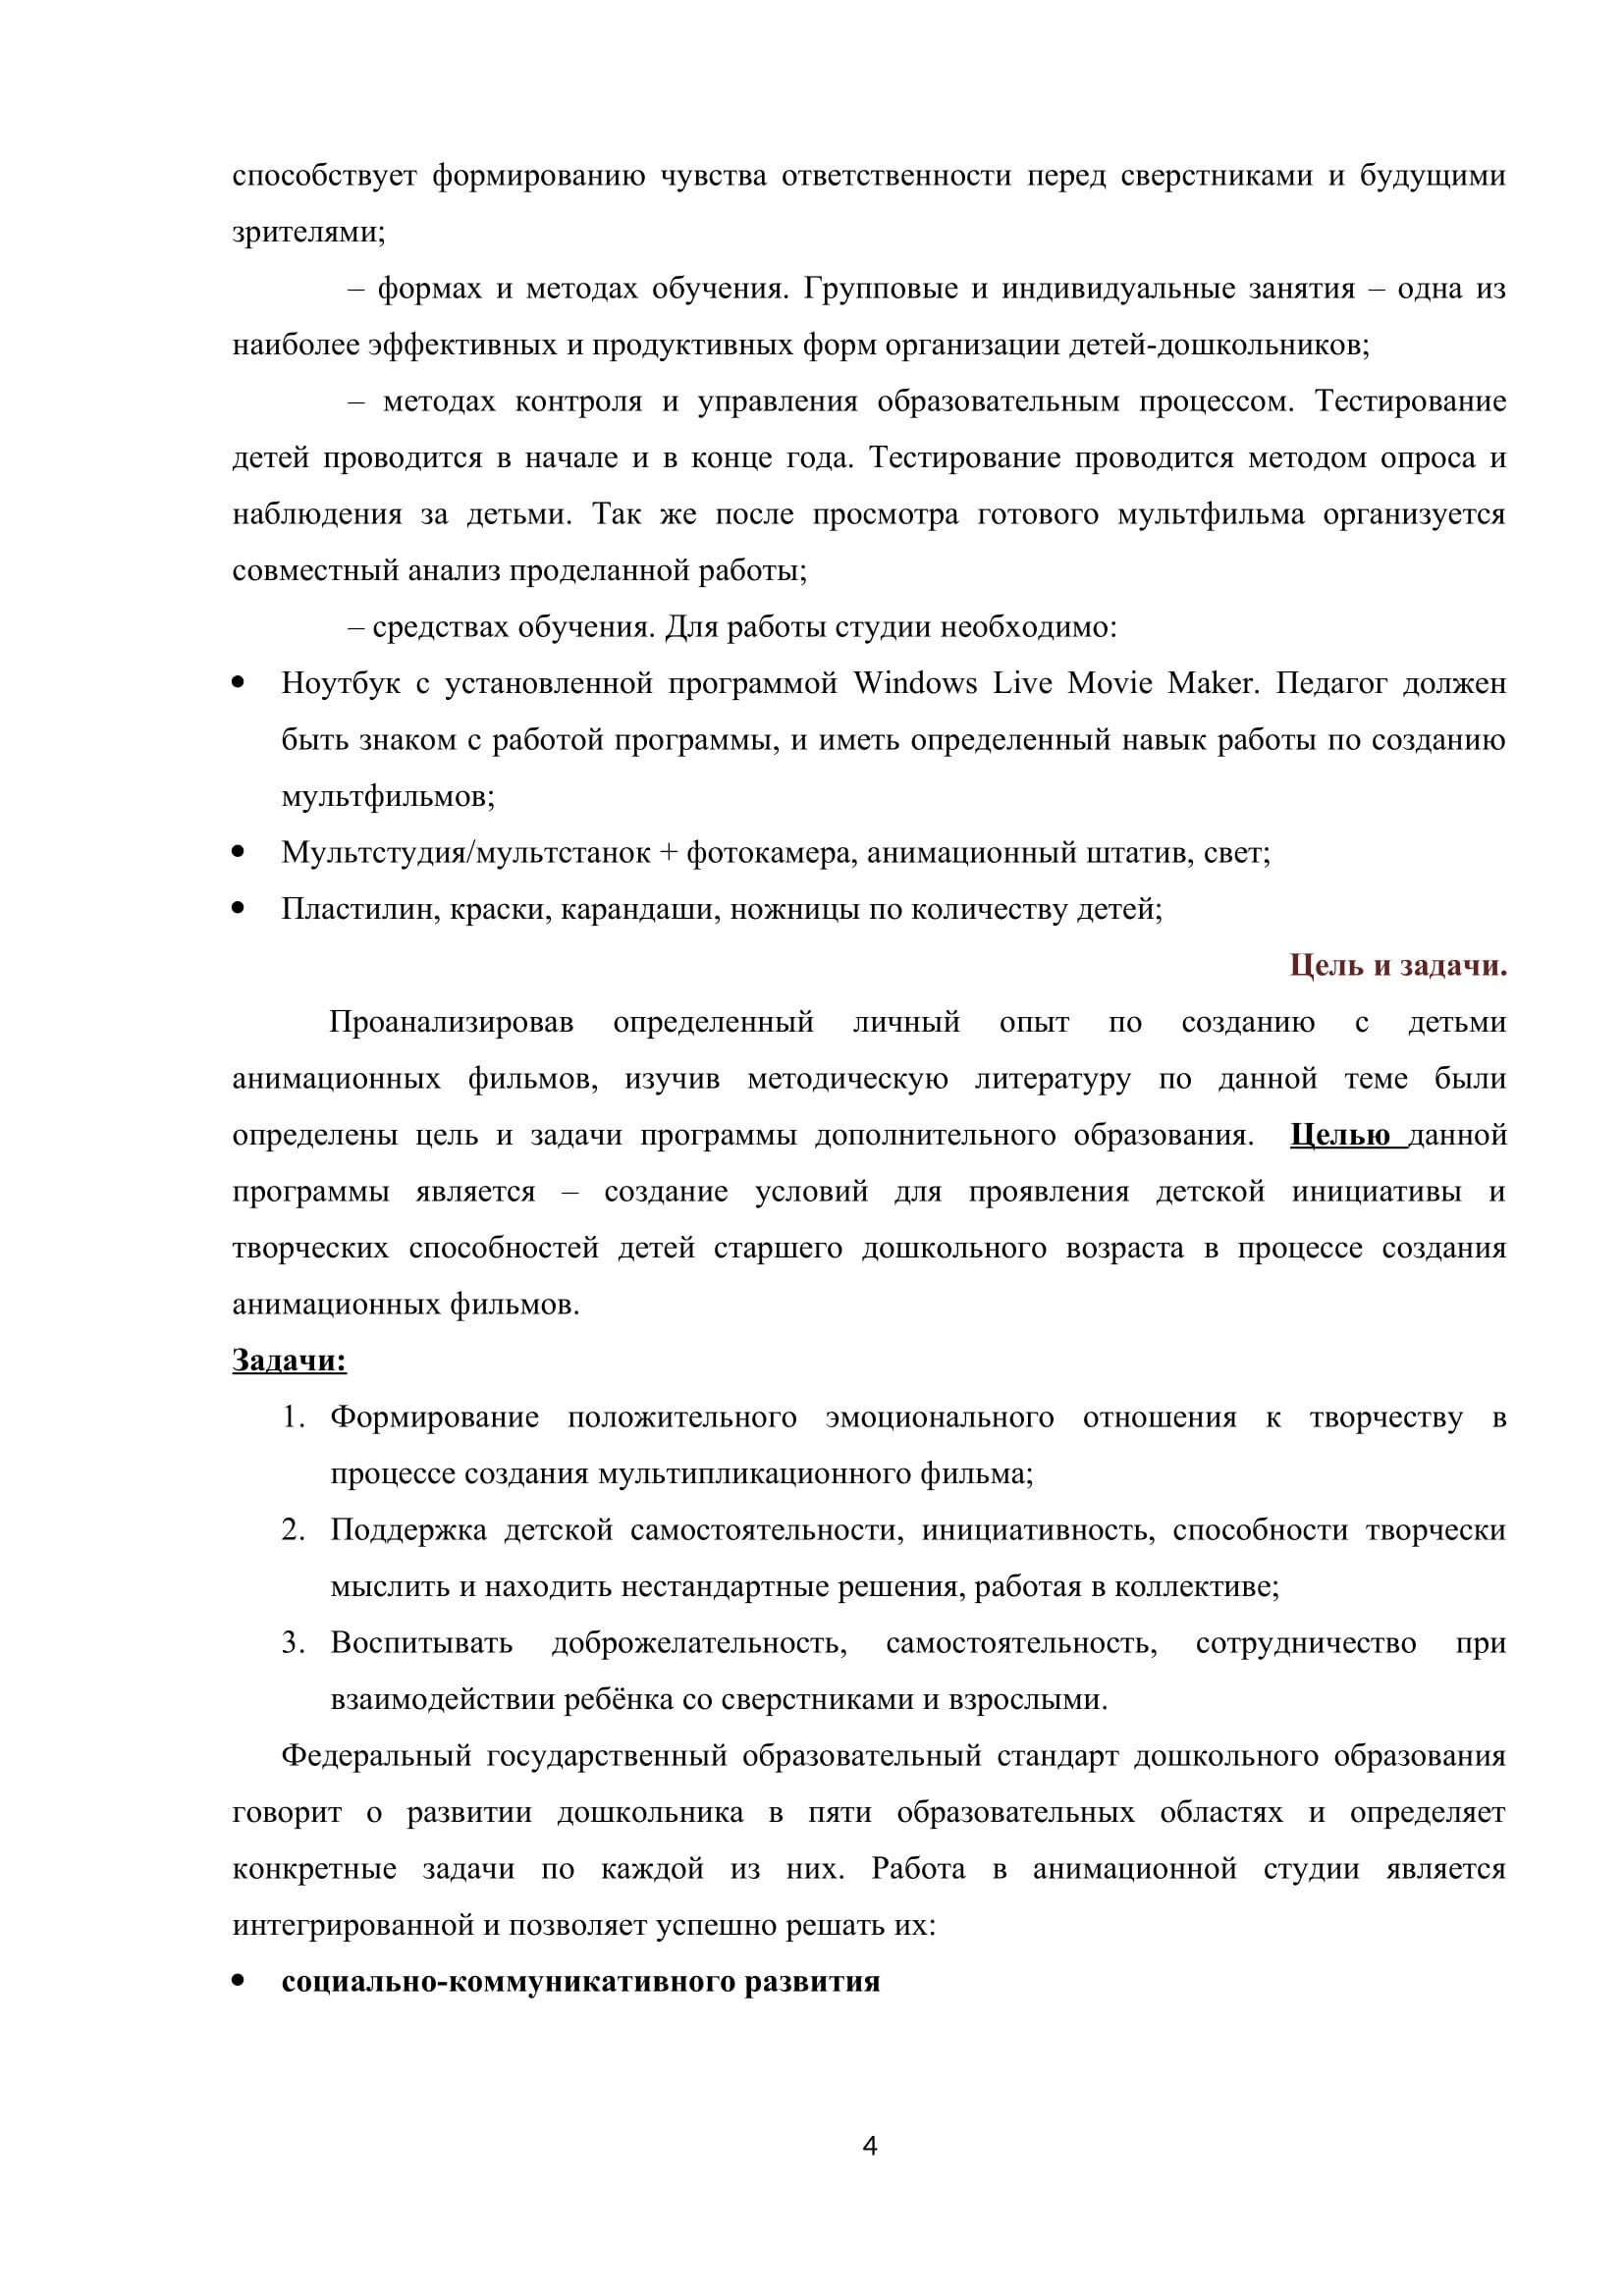 способствует формированию чувства ответственности перед сверстниками и будущими
зрителями;
– формах и методах обучения. Групповые и индивидуальные занятия – одна из
наиболее эффективных и продуктивных форм организации детей-дошкольников;
– методах контроля и управления образовательным процессом. Тестирование
детей проводится в начале и в конце года. Тестирование проводится методом опроса и
наблюдения за детьми. Так же после просмотра готового мультфильма организуется
совместный анализ проделанной работы;
– средствах обучения. Для работы студии необходимо:
• Ноутбук с установленной программой Windows Live Movie Maker. Педагог должен
быть знаком с работой программы, и иметь определенный навык работы по созданию
мультфильмов;
• Мультстудия/мультстанок + фотокамера, анимационный штатив, свет;
• Пластилин, краски, карандаши, ножницы по количеству детей;
Цель и задачи.
Проанализировав определенный личный опыт по созданию с детьми
анимационных фильмов, изучив методическую литературу по данной теме были
определены цель и задачи программы дополнительного образования. Целью данной
программы является – создание условий для проявления детской инициативы и
творческих способностей детей старшего дошкольного возраста в процессе создания
анимационных фильмов.
Задачи:
1. Формирование положительного эмоционального отношения к творчеству в
процессе создания мультипликационного фильма;
2. Поддержка детской самостоятельности, инициативность, способности творчески
мыслить и находить нестандартные решения, работая в коллективе;
3. Воспитывать доброжелательность, самостоятельность, сотрудничество при
взаимодействии ребёнка со сверстниками и взрослыми.
Федеральный государственный образовательный стандарт дошкольного образования
говорит о развитии дошкольника в пяти образовательных областях и определяет
конкретные задачи по каждой из них. Работа в анимационной студии является
интегрированной и позволяет успешно решать их:
• социально-коммуникативного развития
4